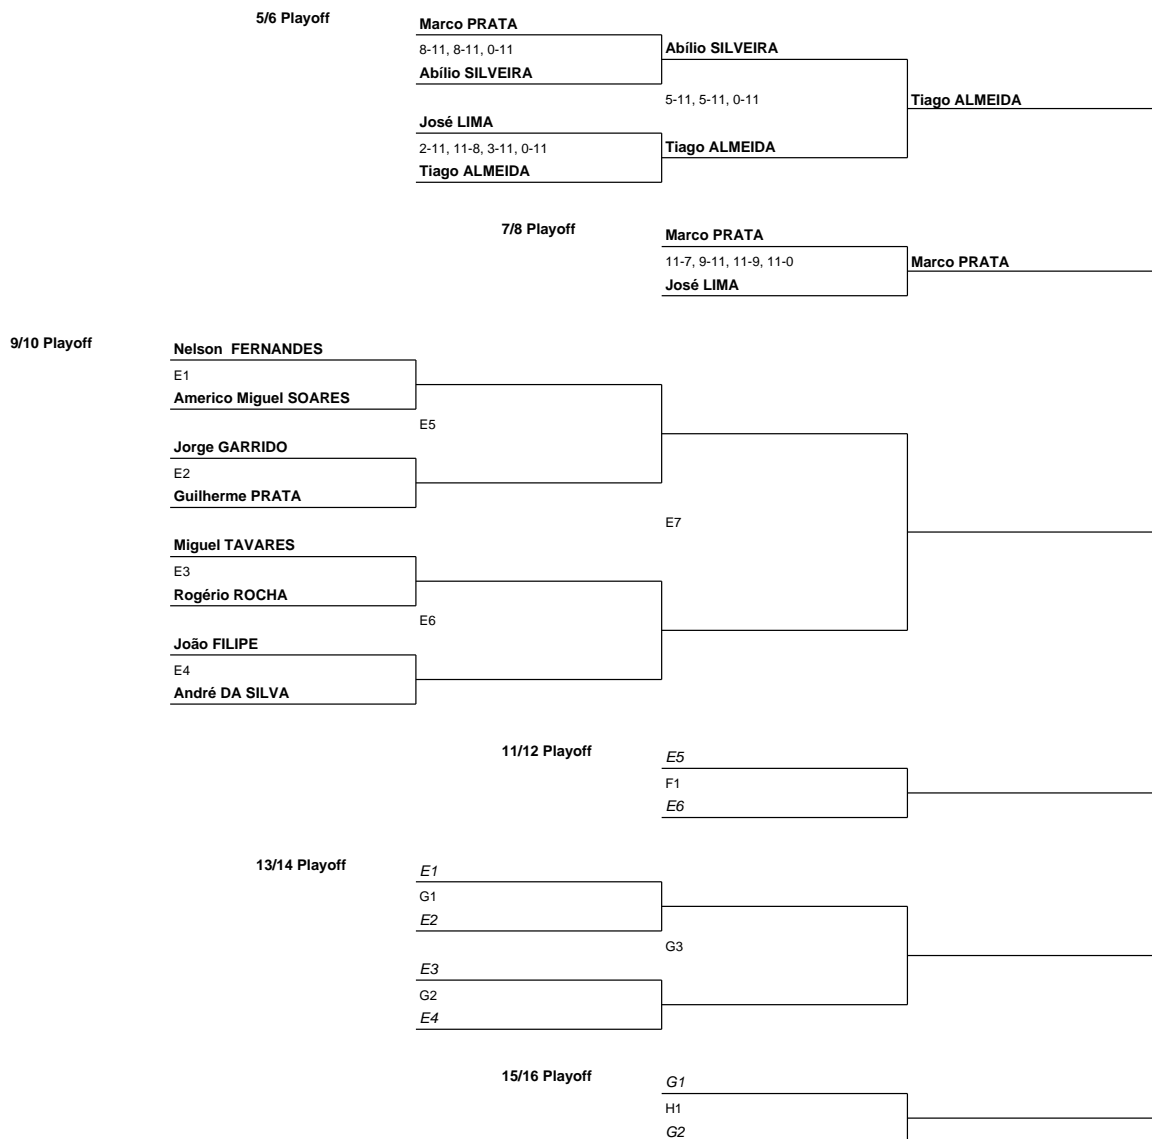 5/6 Playoff
Marco PRATA
8-11, 8-11, 0-11
Abílio SILVEIRA
Abílio SILVEIRA
5-11, 5-11, 0-11
Tiago ALMEIDA
José LIMA
2-11, 11-8, 3-11, 0-11
Tiago ALMEIDA
Tiago ALMEIDA
7/8 Playoff
Marco PRATA
11-7, 9-11, 11-9, 11-0
Marco PRATA
José LIMA
9/10 Playoff
Nelson  FERNANDES
E1
Americo Miguel SOARES
E5
Jorge GARRIDO
E2
Guilherme PRATA
E7
Miguel TAVARES
E3
Rogério ROCHA
E6
João FILIPE
E4
André DA SILVA
11/12 Playoff
E5
F1
E6
13/14 Playoff
E1
G1
E2
G3
E3
G2
E4
15/16 Playoff
G1
H1
G2